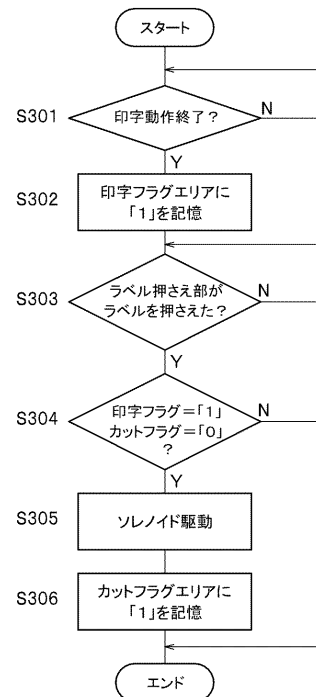 スタート
S301
印字動作終了？
N
Y
S302
印字フラグエリアに
「1」を記憶
S303
ラベル押さえ部が
ラベルを押さえた？
N
Y
S304
印字フラグ＝「1」
カットフラグ＝「0」
？
N
Y
S305
ソレノイド駆動
S306
カットフラグエリアに
「1」を記憶
エンド